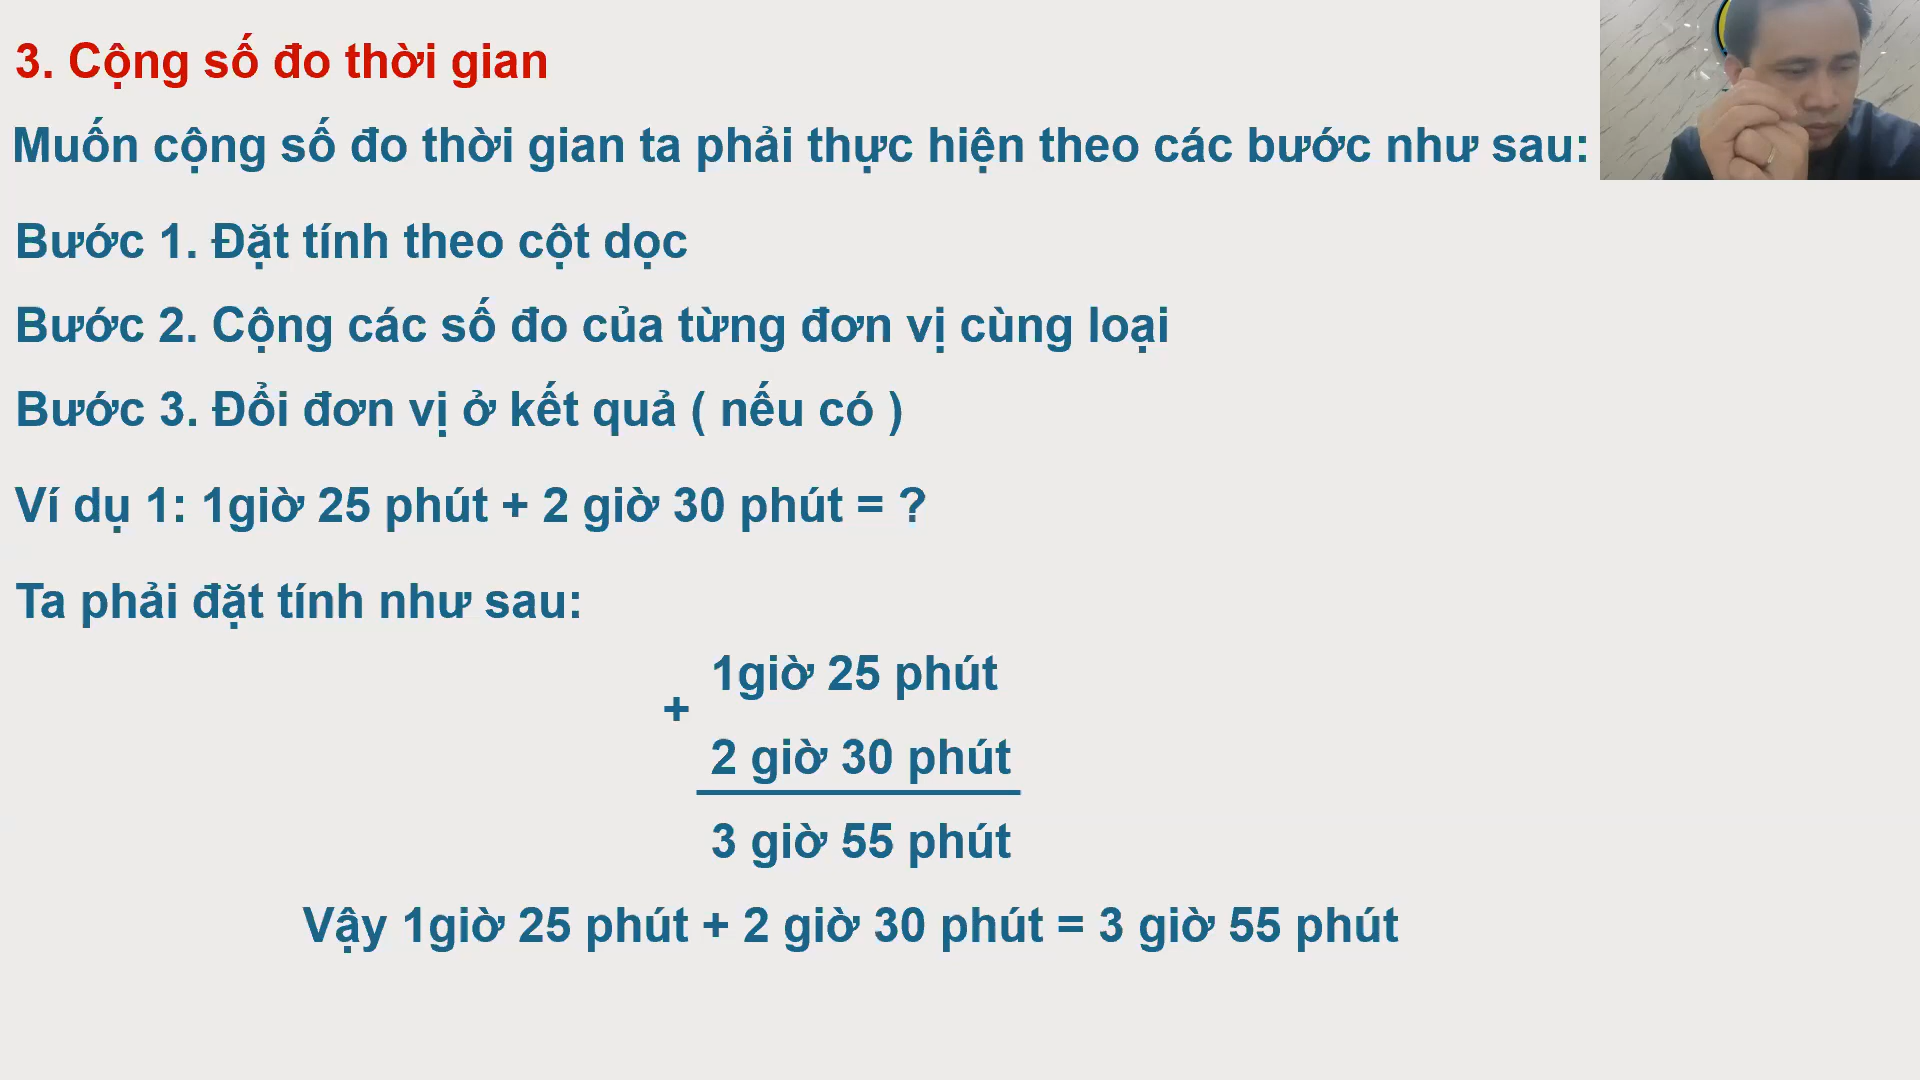 3. Cộng số đo thời gian
Muốn cộng số đo thời gian ta phải thực hiện theo các bước như sau:
Bước 1. Đặt tính theo cột dọc
Bước 2. Cộng các số đo của từng đơn vị cùng loại
Bước 3. Đổi đơn vị ở kết quả ( nếu có )
Ví dụ 1: 1giờ 25 phút + 2 giờ 30 phút = ?
Ta phải đặt tính như sau:
1giờ 25 phút
+
2 giờ 30 phút
3 giờ 55 phút
Vậy 1giờ 25 phút + 2 giờ 30 phút = 3 giờ 55 phút